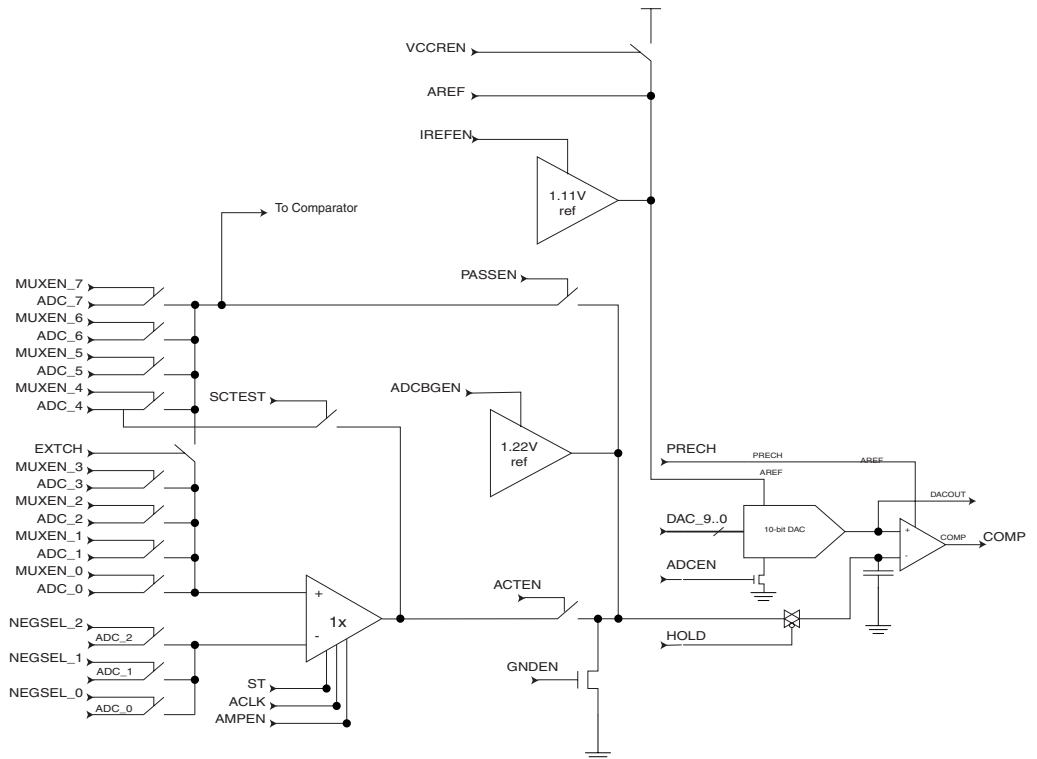 VCCREN
AREF
IREFEN
1.11V
ref
To Comparator
PASSEN
MUXEN_7
ADC_7
MUXEN_6
ADC_6
MUXEN_5
ADC_5
MUXEN_4
ADC_4
SCTEST
ADCBGEN
1.22V
ref
EXTCH
MUXEN_3
ADC_3
MUXEN_2
ADC_2
MUXEN_1
ADC_1
MUXEN_0
ADC_0
PRECH
PRECH
AREF
AREF
DACOUT
DAC_9..0
10-bit DAC
+
-
COMP
COMP
ADCEN
ACTEN
+
1x
-
NEGSEL_2
ADC_2
NEGSEL_1
ADC_1
NEGSEL_0
ADC_0
HOLD
GNDEN
ST
ACLK
AMPEN